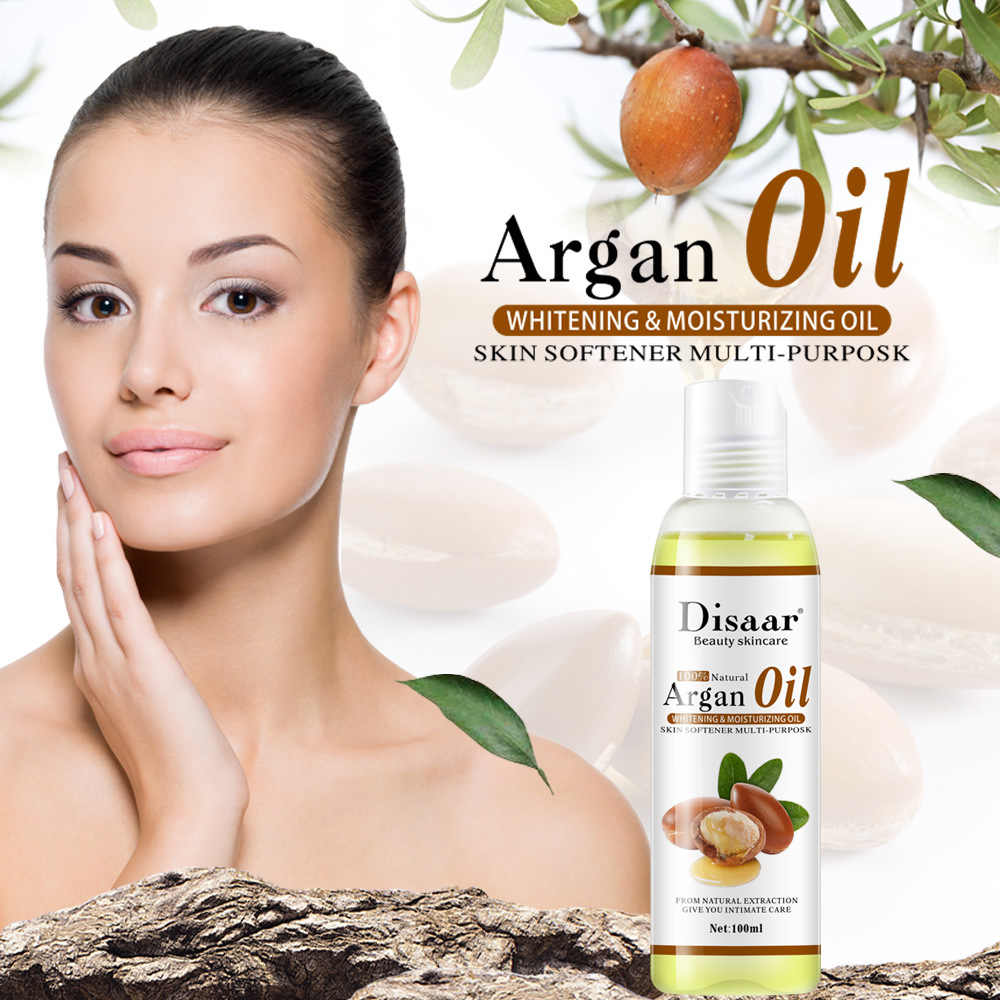 Argan Oil
WHITENING & MOISTURIZING OIL
SKIN SOFTENER MULTI-PURPOSK
Disaar®
Beauty skincare
100% Natural
Argan Oil
WHITENING & MOISTURIZING OIL
SKIN SOFTENER MULTI-PURPOSK
FROM NATURAL EXTRACTION
GIVE YOU INTIMATE CARE
Net:100ml